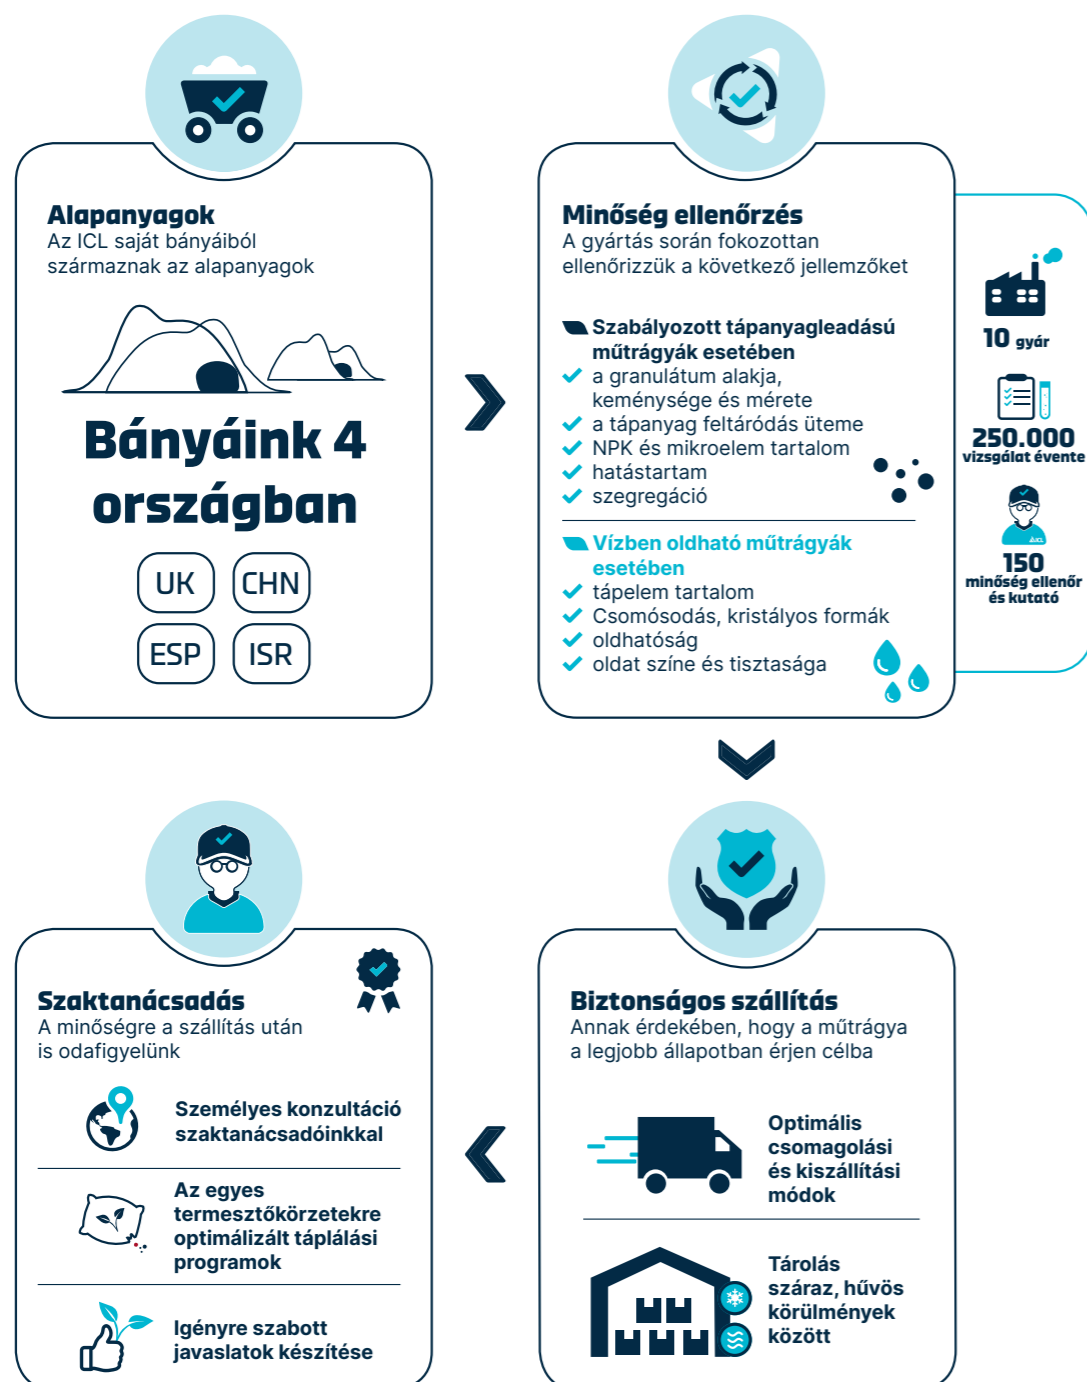 Alapanyagok
Az ICL saját bányáiból
származnak az alapanyagok
Bányáink 4
országban
UK
CHN
ESP
ISR
Minőség ellenőrzés
A gyártás során fokozottan
ellenőrizzük a következő jellemzőket
Szabályozott tápanyagleadású
műtrágyák esetében
a granulátum alakja,
keménysége és mérete
a tápanyag feltáródás üteme
NPK és mikroelem tartalom
hatástartam
szegregáció
Vízben oldható műtrágyák
esetében
tápelem tartalom
Csomósodás, kristályos formák
oldhatóság
oldat színe és tisztasága
10 gyár
250.000
vizsgálat évente
ICL
150
minőség ellenőr
és kutató
Biztonságos szállítás
Annak érdekében, hogy a műtrágya
a legjobb állapotban érjen célba
Optimális
csomagolási
és kiszállítási
módok
Tárolás
száraz, hűvös
körülmények
között
Szaktanácsadás
A minőségre a szállítás után
is odafigyelünk
Személyes konzultáció
szaktanácsadóinkkal
Az egyes
termesztőkörzetekre
optimálizált táplálási
programok
Igényre szabott
javaslatok készítése